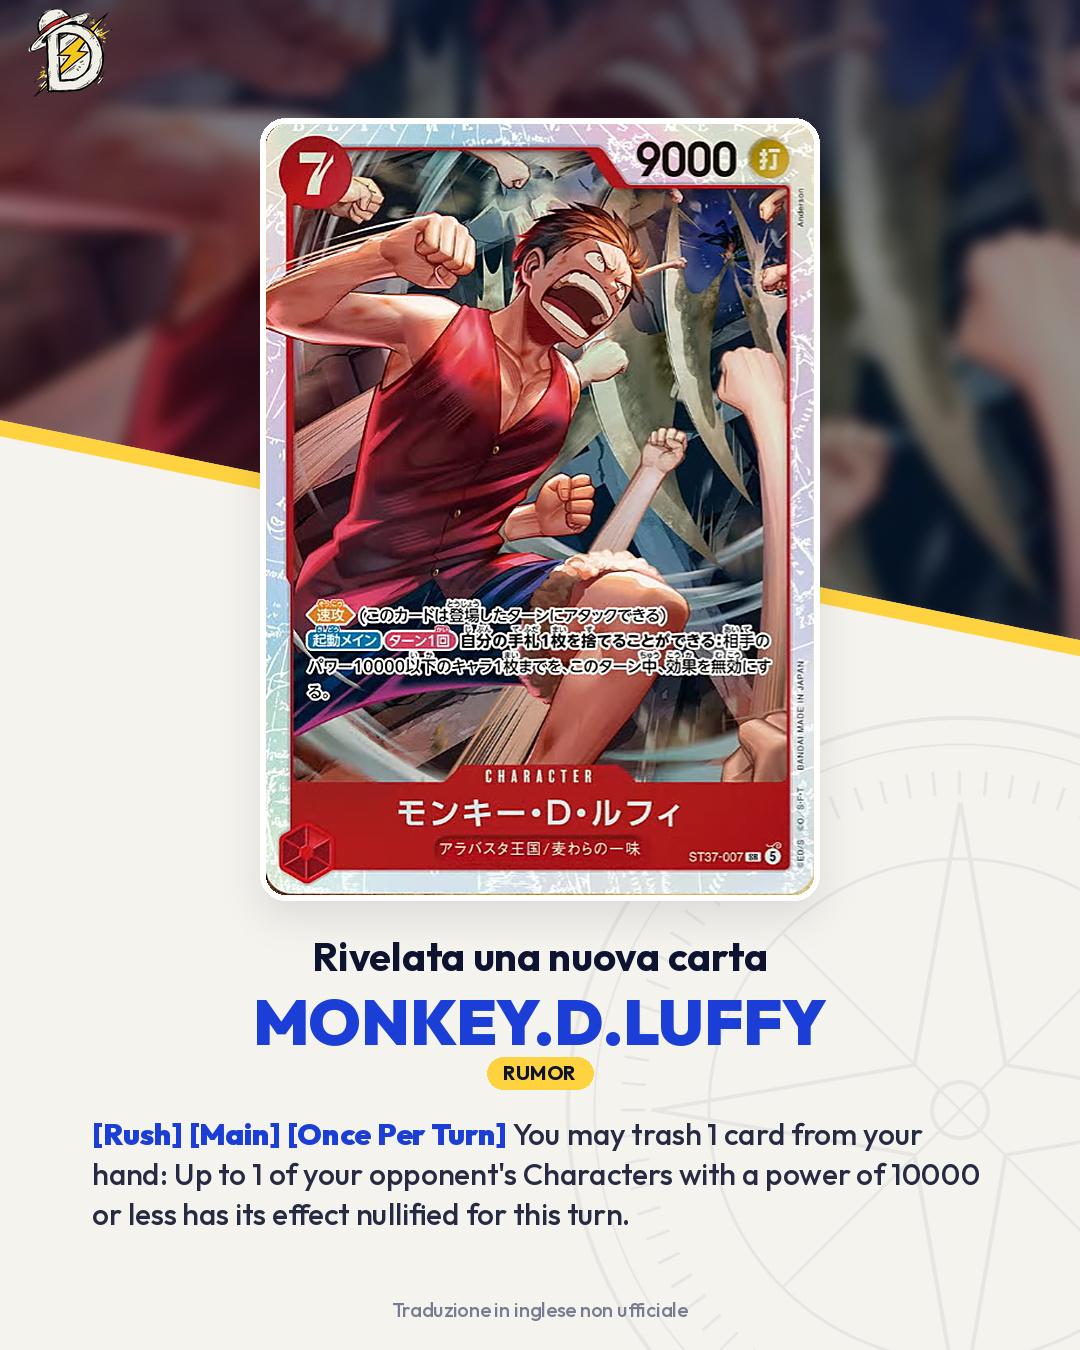 D
7
9000 打
Anderson
速攻 (このカードは登場したターンにアタックできる)
起動メイン ターン1回 自分の手札1枚を捨てることができる:相手の
パワー10000以下のキャラ1枚までを、このターン中、効果を無効にす
る。
BANDAI MADE IN JAPAN
©E.O/S. ©O/S・F・T
CHARACTER
モンキー・D・ルフィ
アラバスタ王国/麦わらの一味
ST37-007 SR 5
Rivelata una nuova carta
MONKEY.D.LUFFY
RUMOR
[Rush] [Main] [Once Per Turn] You may trash 1 card from your
hand: Up to 1 of your opponent's Characters with a power of 10000
or less has its effect nullified for this turn.
Traduzione in inglese non ufficiale